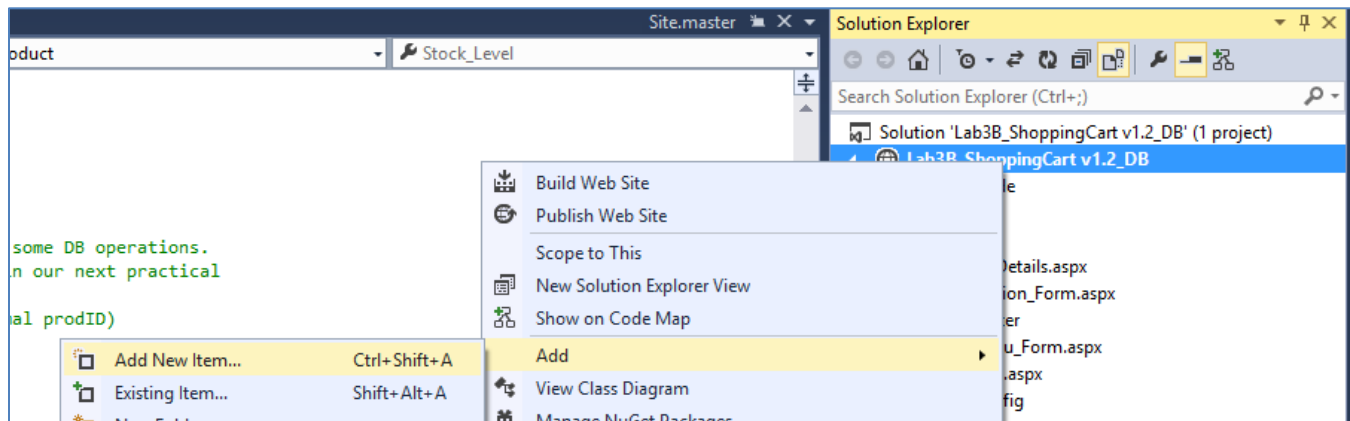 Site.master
Solution Explorer
oduct
Stock_Level
Search Solution Explorer (Ctrl+;)
Solution 'Lab3B_ShoppingCart v1.2_DB' (1 project)
Lab3B_ShoppingCart v1.2_DB
Build Web Site
le
Publish Web Site
some DB operations.
Scope to This
Details.aspx
n our next practical
New Solution Explorer View
ion_Form.aspx
al prodID)
Show on Code Map
er
Add New Item... Ctrl+Shift+A
Add
u_Form.aspx
.aspx
Existing Item... Shift+Alt+A
View Class Diagram
fig
Manage NuGet Packages